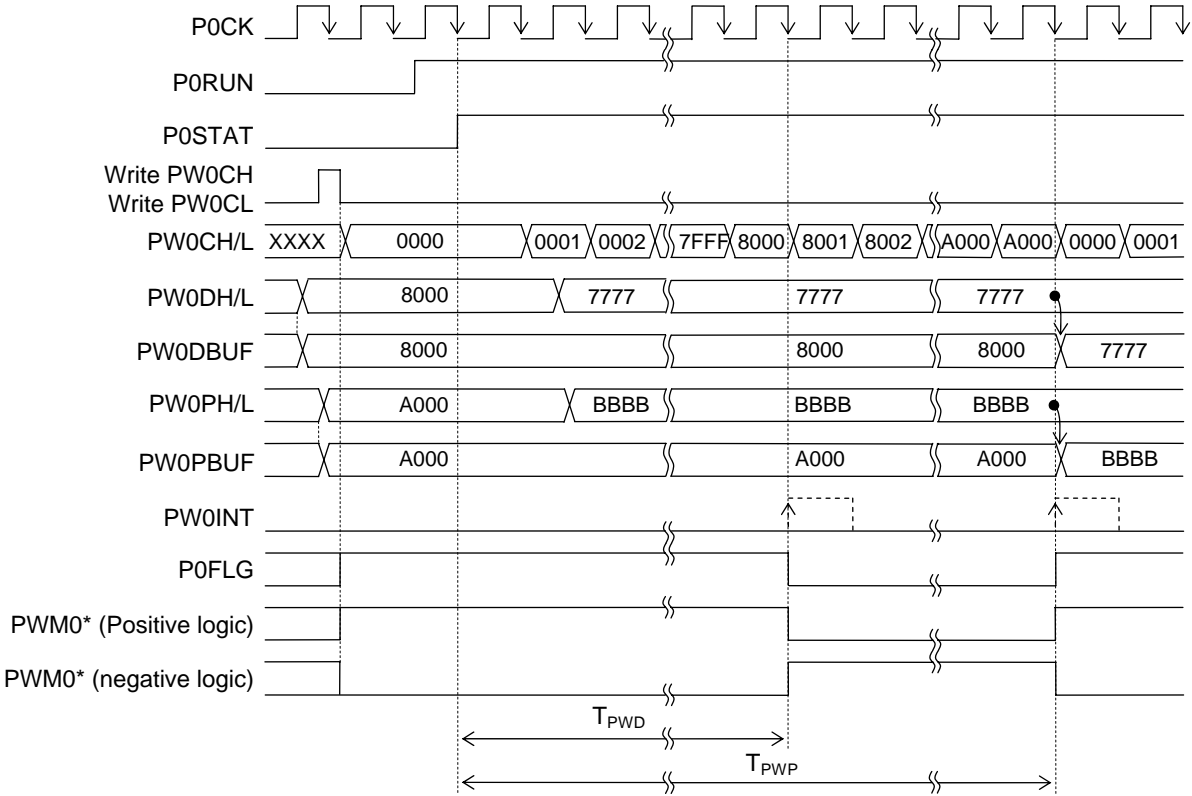 P0CK
P0RUN
P0STAT
Write PW0CH
Write PW0CL
PW0CH/L XXXX 0000 0001 0002 7FFF 8000 8001 8002 A000 A000 0000 0001
PW0DH/L 8000 7777 7777 7777
PW0DBUF 8000 8000 8000 7777
PW0PH/L A000 BBBB BBBB BBBB
PW0PBUF A000 A000 A000 BBBB
PW0INT
P0FLG
PWM0* (Positive logic)
PWM0* (negative logic)
TPWD
TPWP